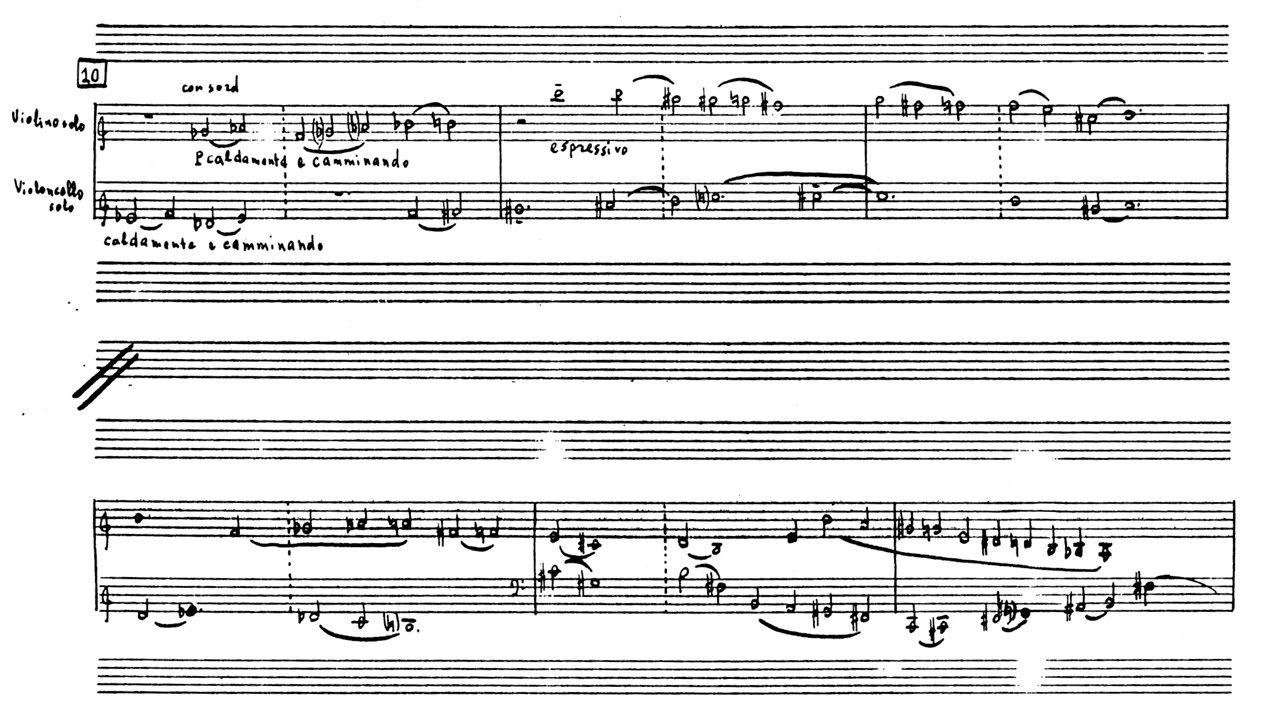 10
con sord
Violino solo
P caldamente e camminando
espressivo
Violoncello
solo
caldamente e camminando